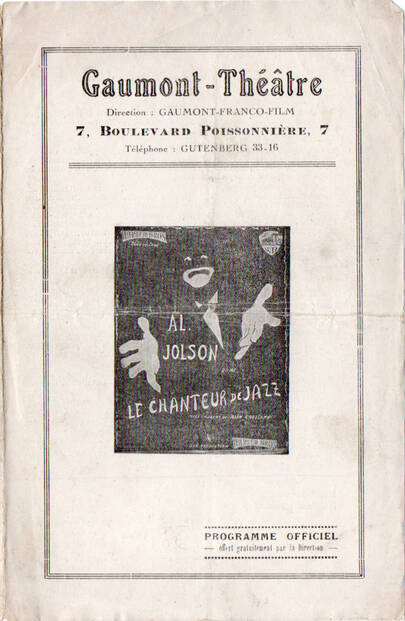 Gaumont-Théâtre
Direction : GAUMONT-FRANCO-FILM
7, BOULEVARD POISSONNIÈRE, 7
Téléphone : GUTENBERG 33-16
AL
JOLSON
LE CHANTEUR DE JAZZ
PROGRAMME OFFICIEL
— offert gratuitement par la Direction —